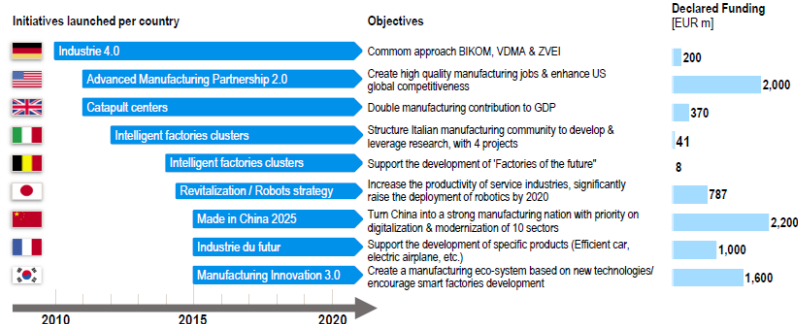 Initiatives launched per country
Objectives
Declared Funding
[EUR m]
Industrie 4.0
Commom approach BIKOM, VDMA & ZVEI
200
Advanced Manufacturing Partnership 2.0
Create high quality manufacturing jobs & enhance US
global competitiveness
2,000
Catapult centers
Double manufacturing contribution to GDP
370
Intelligent factories clusters
Structure Italian manufacturing community to develop &
leverage research, with 4 projects
41
Intelligent factories clusters
Support the development of 'Factories of the future"
8
Revitalization / Robots strategy
Increase the productivity of service industries, significantly
raise the deployment of robotics by 2020
787
Made in China 2025
Turn China into a strong manufacturing nation with priority on
digitalization & modernization of 10 sectors
2,200
Industrie du futur
Support the development of specific products (Efficient car,
electric airplane, etc.)
1,000
Manufacturing Innovation 3.0
Create a manufacturing eco-system based on new technologies/
encourage smart factories development
1,600
2010
2015
2020